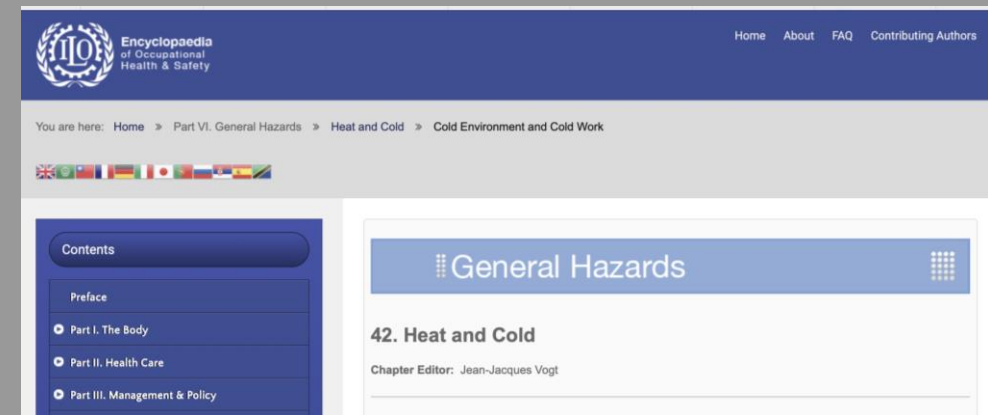 Encyclopaedia
of Occupational
Health & Safety
Home About FAQ Contributing Authors
You are here: Home » Part VI. General Hazards » Heat and Cold » Cold Environment and Cold Work
Contents
Preface
Part I. The Body
Part II. Health Care
Part III. Management & Policy
General Hazards
42. Heat and Cold
Chapter Editor: Jean-Jacques Vogt